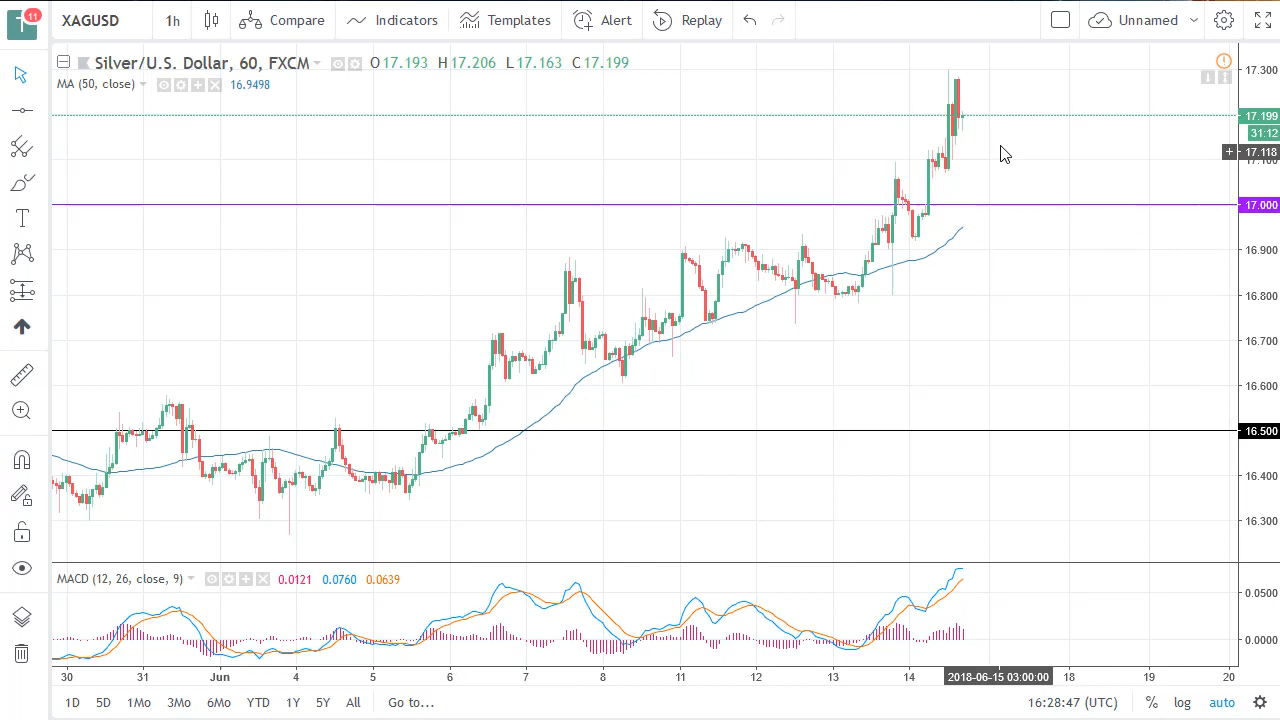 T 11
XAGUSD 1h Compare Indicators Templates Alert Replay Unnamed
Silver/U.S. Dollar, 60, FXCM O 17.193 H 17.206 L 17.163 C 17.199
MA (50, close) 16.9498
17.300
17.199
31:12
17.118
17.100
17.000
16.900
16.800
16.700
16.600
16.500
16.400
16.300
MACD (12, 26, close, 9) 0.0121 0.0760 0.0639
0.0500
0.0000
30 31 Jun 4 5 6 7 8 11 12 13 14 2018-06-15 03:00:00 18 19 20
1D 5D 1Mo 3Mo 6Mo YTD 1Y 5Y All Go to... 16:28:47 (UTC) % log auto